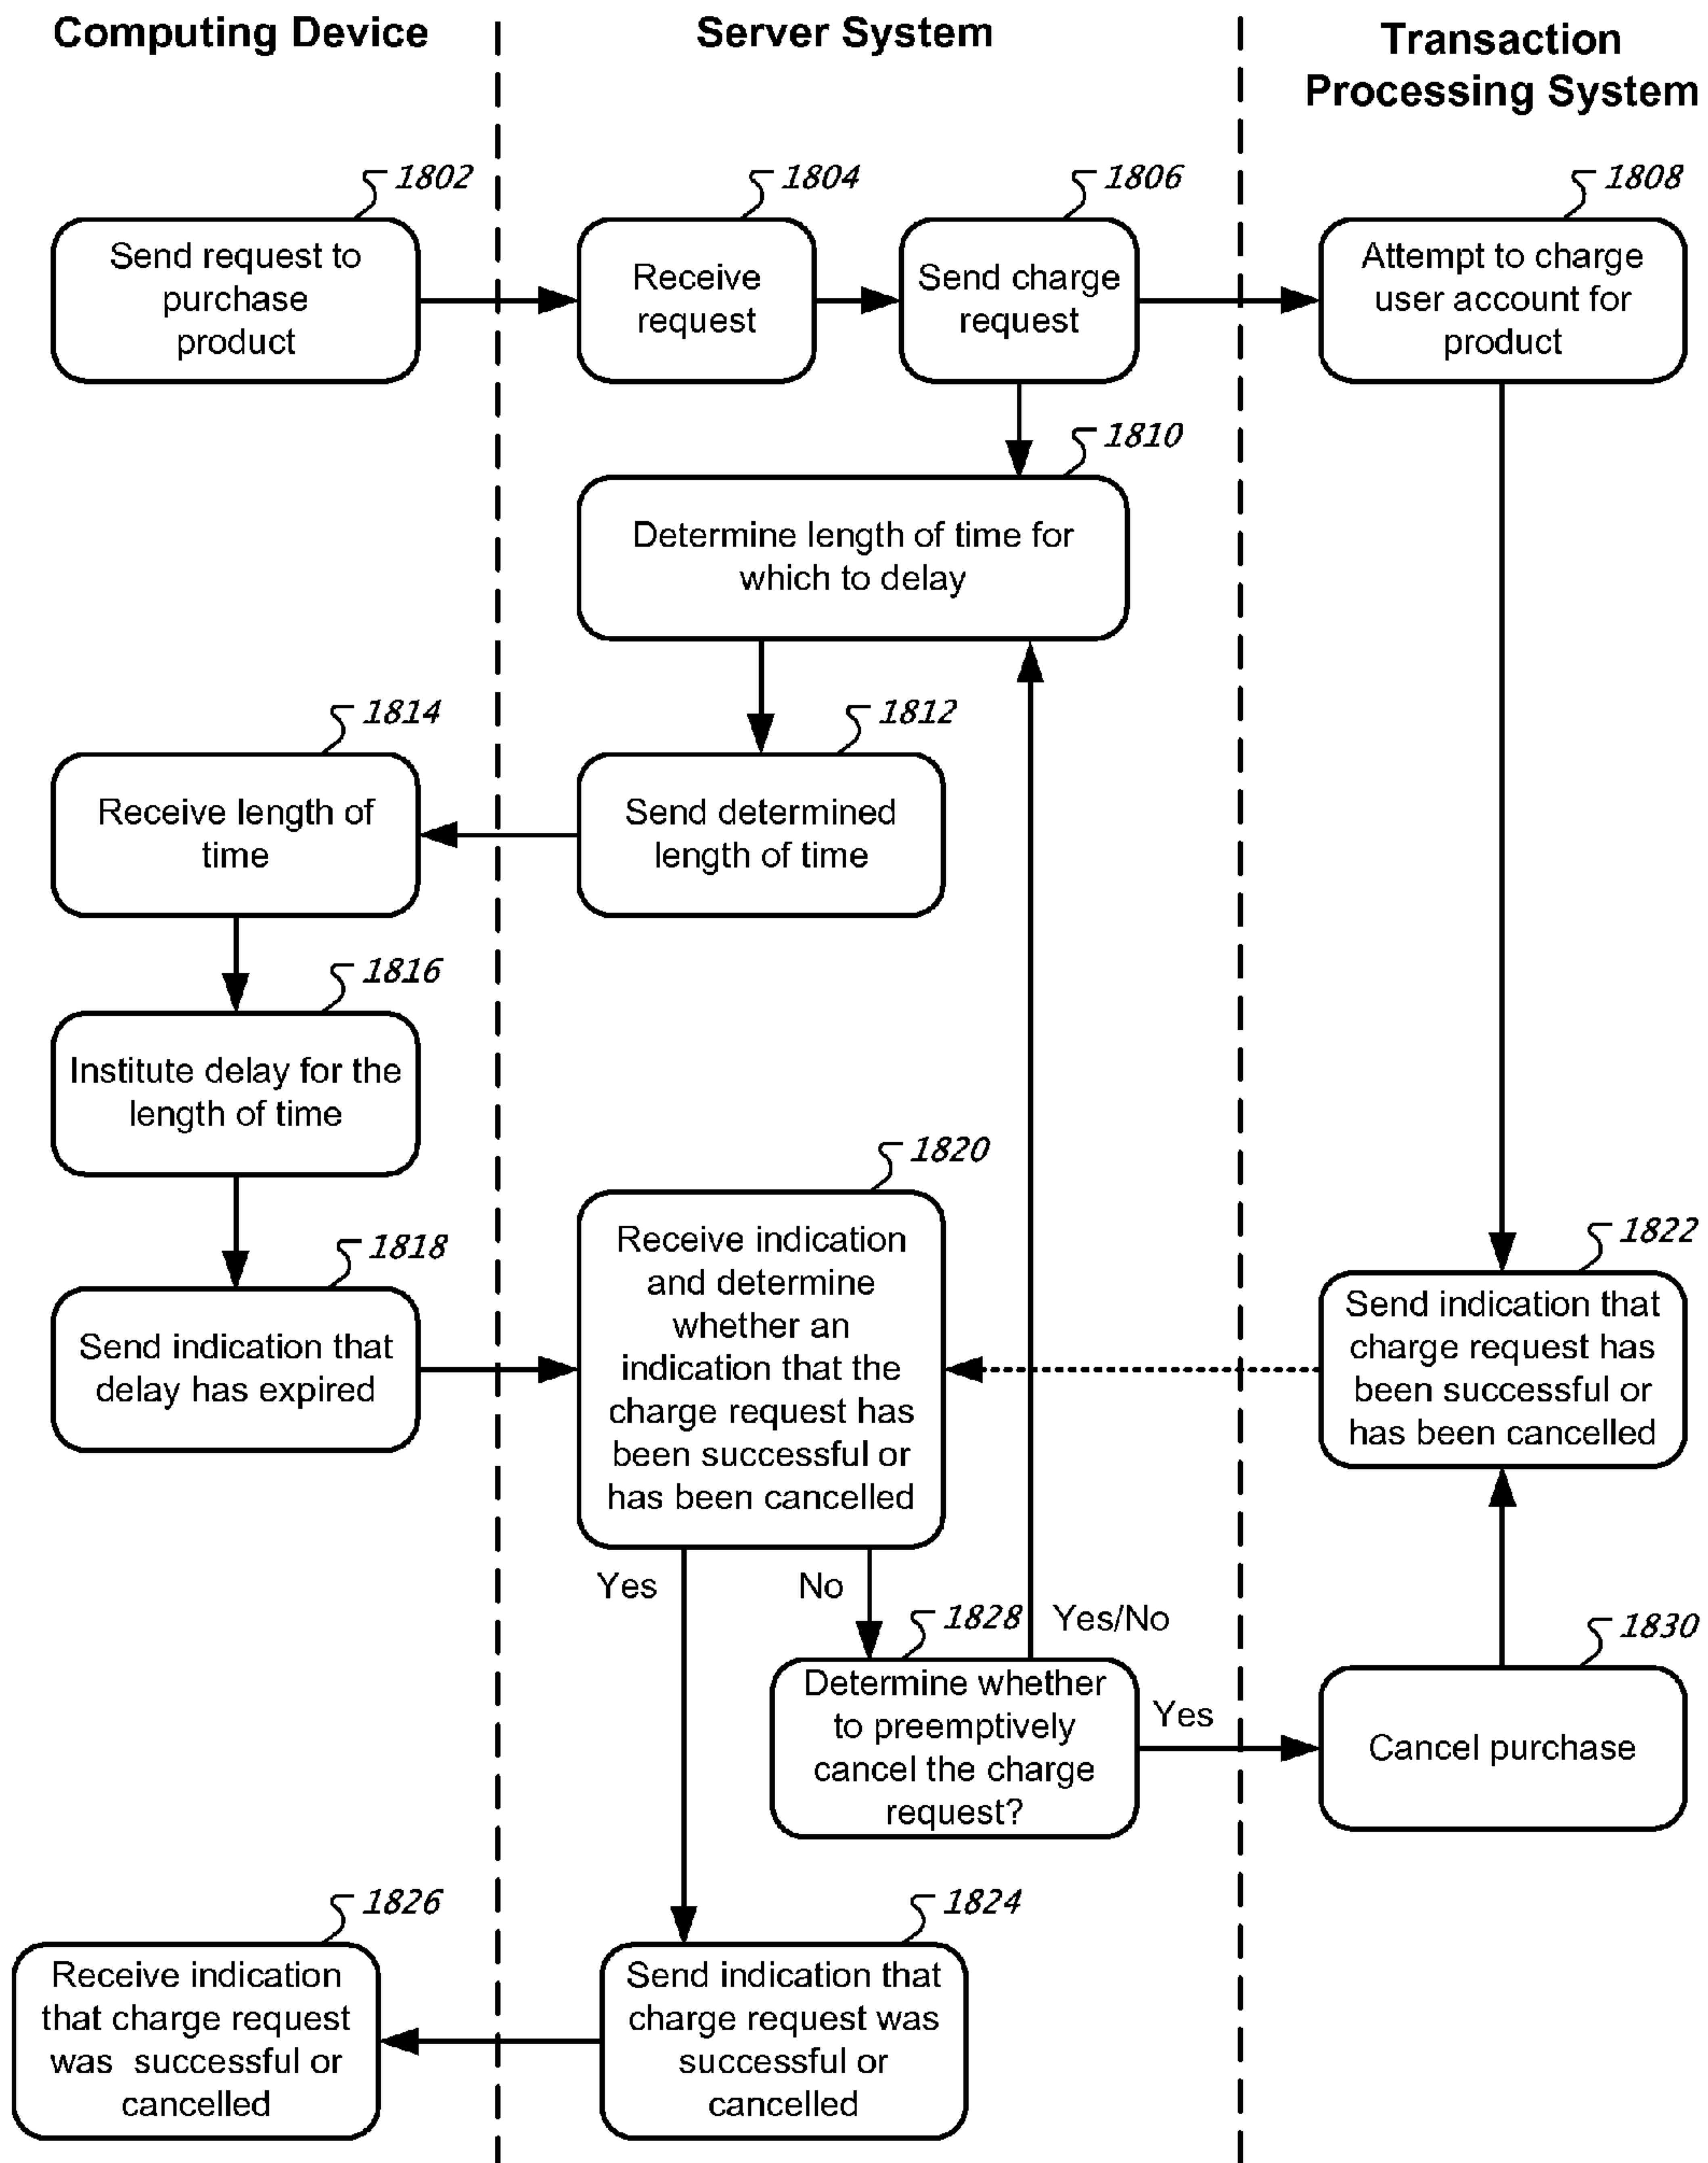 Computing Device
Server System
Transaction
Processing System
1802
Send request to
purchase
product
1804
Receive
request
1806
Send charge
request
1808
Attempt to charge
user account for
product
1810
Determine length of time for
which to delay
1812
Send determined
length of time
1814
Receive length of
time
1816
Institute delay for the
length of time
1818
Send indication that
delay has expired
1820
Receive indication
and determine
whether an
indication that the
charge request has
been successful or
has been cancelled
1822
Send indication that
charge request has
been successful or
has been cancelled
Yes
No
1828
Yes/No
Determine whether
to preemptively
cancel the charge
request?
Yes
1830
Cancel purchase
1824
Send indication that
charge request was
successful or
cancelled
1826
Receive indication
that charge request
was successful or
cancelled